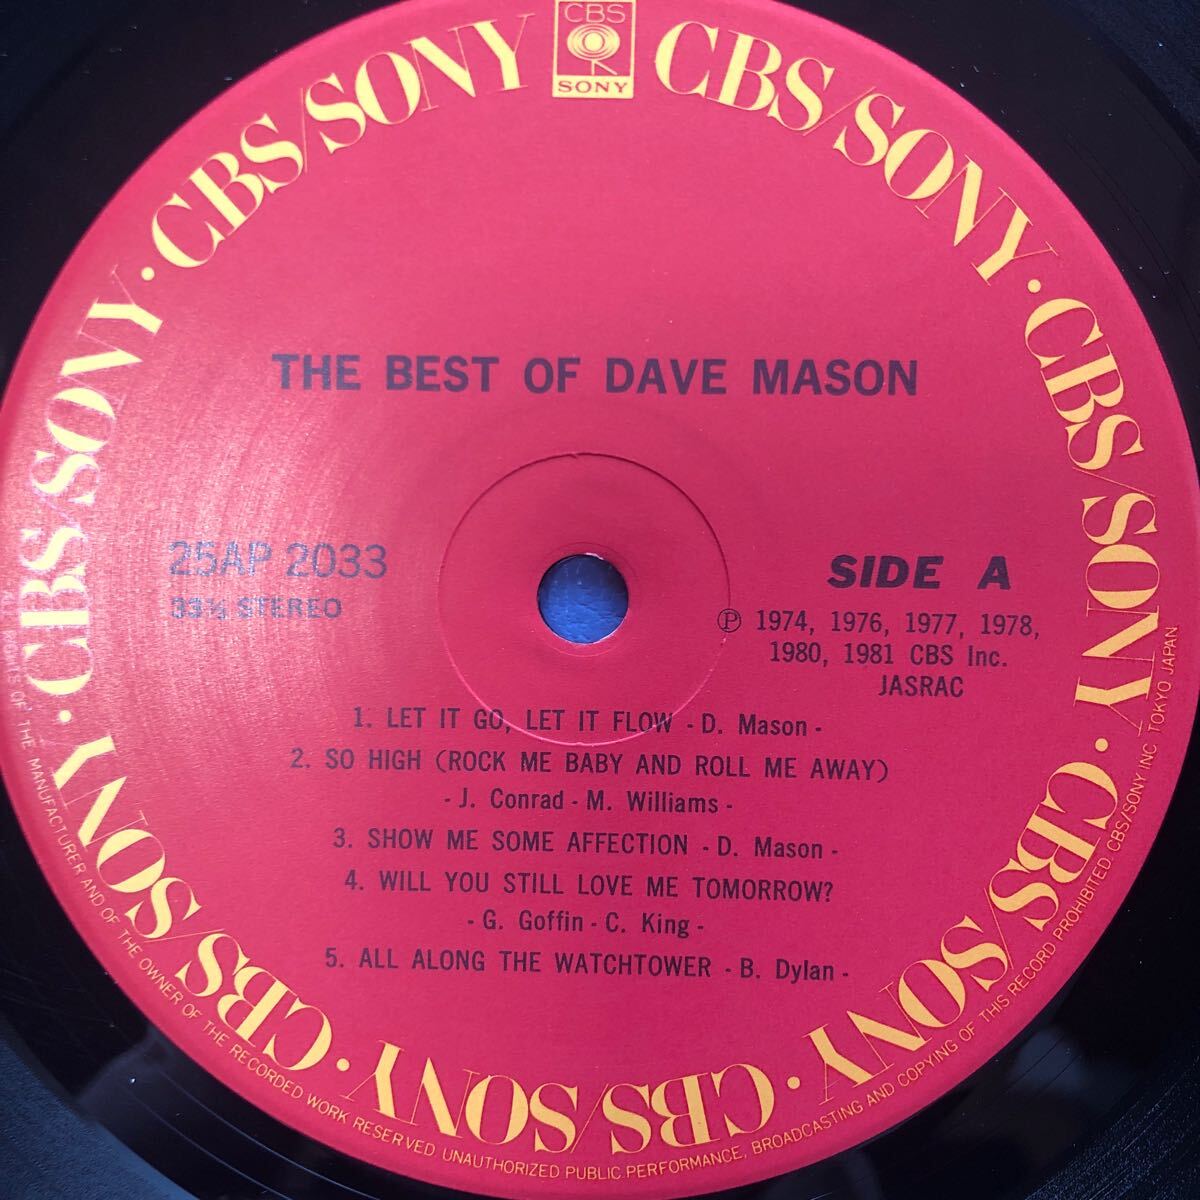 CBS
SONY
CBS/SONY · CBS/SONY · CBS/SONY · CBS/SONY · CBS/SONY · CBS/SONY · CBS/SONY · CBS/SONY
THE BEST OF DAVE MASON
25AP 2033
33⅓ STEREO
SIDE A
Ⓟ 1974, 1976, 1977, 1978,
1980, 1981 CBS Inc.
JASRAC
1. LET IT GO, LET IT FLOW - D. Mason -
2. SO HIGH (ROCK ME BABY AND ROLL ME AWAY)
- J. Conrad - M. Williams -
3. SHOW ME SOME AFFECTION - D. Mason -
4. WILL YOU STILL LOVE ME TOMORROW?
- G. Goffin - C. King -
5. ALL ALONG THE WATCHTOWER - B. Dylan -
OF THE MANUFACTURER AND OF THE OWNER OF THE RECORDED WORK RESERVED UNAUTHORIZED PUBLIC PERFORMANCE, BROADCASTING AND COPYING OF THIS RECORD PROHIBITED CBS/SONY INC TOKYO JAPAN